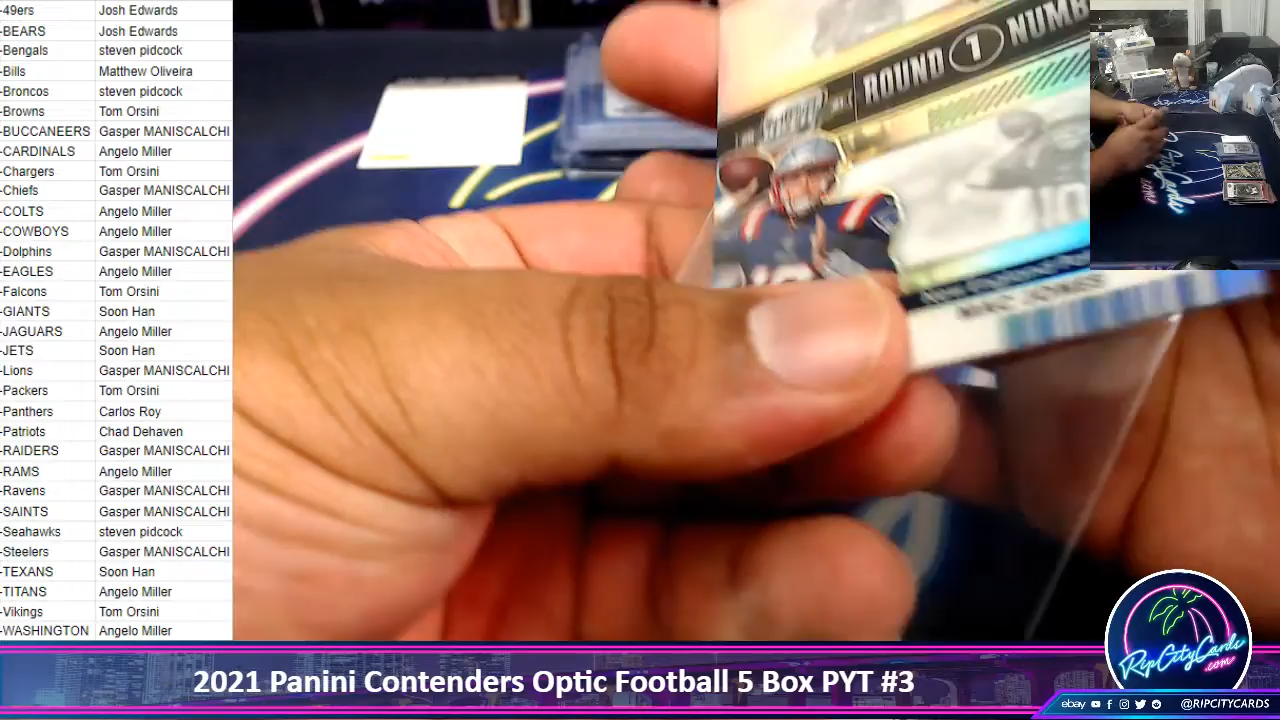 -49ers Josh Edwards
-BEARS Josh Edwards
-Bengals steven pidcock
-Bills Matthew Oliveira
-Broncos steven pidcock
-Browns Tom Orsini
-BUCCANEERS Gasper MANISCALCHI
-CARDINALS Angelo Miller
-Chargers Tom Orsini
-Chiefs Gasper MANISCALCHI
-COLTS Angelo Miller
-COWBOYS Angelo Miller
-Dolphins Gasper MANISCALCHI
-EAGLES Angelo Miller
-Falcons Tom Orsini
-GIANTS Soon Han
-JAGUARS Angelo Miller
-JETS Soon Han
-Lions Gasper MANISCALCHI
-Packers Tom Orsini
-Panthers Carlos Roy
-Patriots Chad Dehaven
-RAIDERS Gasper MANISCALCHI
-RAMS Angelo Miller
-Ravens Gasper MANISCALCHI
-SAINTS Gasper MANISCALCHI
-Seahawks steven pidcock
-Steelers Gasper MANISCALCHI
-TEXANS Soon Han
-TITANS Angelo Miller
-Vikings Tom Orsini
-WASHINGTON Angelo Miller
ROUND 1 NUMB
RipCityCards
.com
2021 Panini Contenders Optic Football 5 Box PYT #3
ebay @RIPCITYCARDS